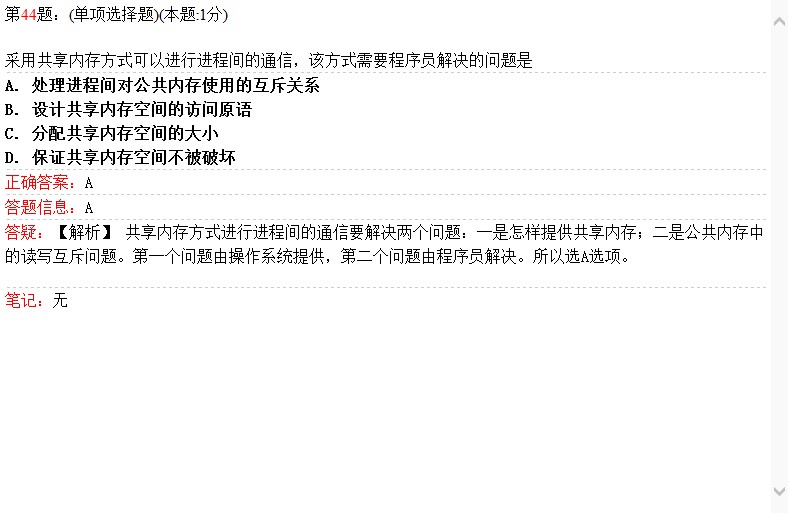 第44题：(单项选择题)(本题:1分)
采用共享内存方式可以进行进程间的通信，该方式需要程序员解决的问题是
A. 处理进程间对公共内存使用的互斥关系
B. 设计共享内存空间的访问原语
C. 分配共享内存空间的大小
D. 保证共享内存空间不被破坏
正确答案：A
答题信息：A
答疑：【解析】 共享内存方式进行进程间的通信要解决两个问题：一是怎样提供共享内存；二是公共内存中
的读写互斥问题。第一个问题由操作系统提供，第二个问题由程序员解决。所以选A选项。
笔记：无